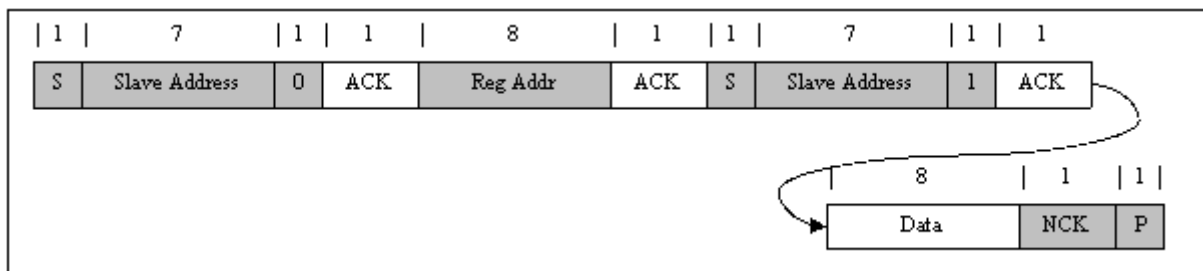 | 1 | 7 | 1 | 1 | 8 | 1 | 1 | 7 | 1 | 1
S Slave Address 0 ACK Reg Addr ACK S Slave Address 1 ACK
| 8 | 1 | 1 |
Data NCK P